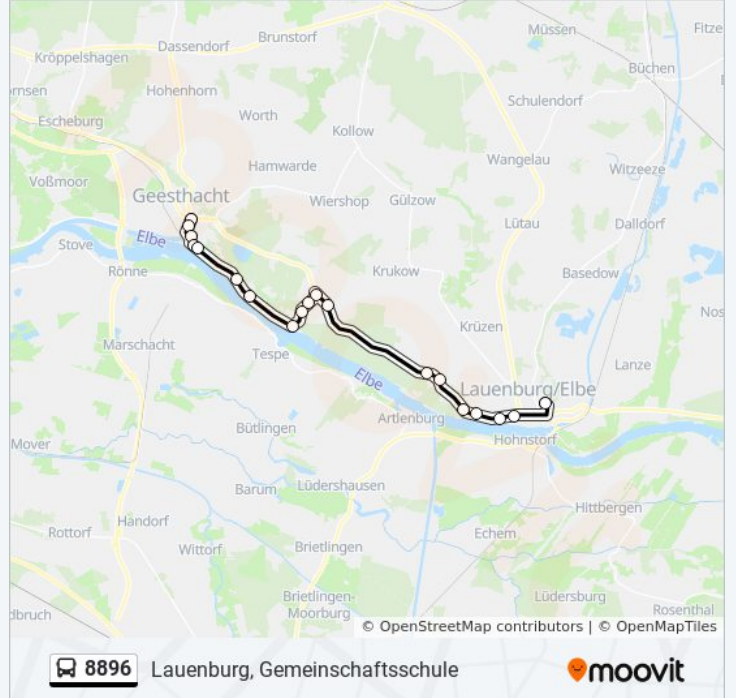 Müssen
Fitze
Brunstorf
Dassendorf
Kröppelshagen
Büchen
Hohenhorn
ornsen
Schulendorf
Escheburg
Worth
Kollow
Wangelau
Hamwarde
Witzeeze
Voßmoor
Geesthacht
Wiershop
Gülzow
Lütau
Dalldorf
Elbe
Stove
Rönne
Krukow
Basedow
Nos
Krüzen
Marschacht
Tespe
Lanze
Elbe
Lauenburg/Elbe
Artlenburg
Bütlingen
Hohnstorf
Mover
Barum
Lüdershausen
Hittbergen
Handorf
Rottorf
Wittorf
Brietlingen
Echem
Brietlingen-
Moorburg
Lüdersburg
Rosenthal
dbruch
© OpenStreetMap contributors | © OpenMapTiles
8896 Lauenburg, Gemeinschaftsschule
moovit